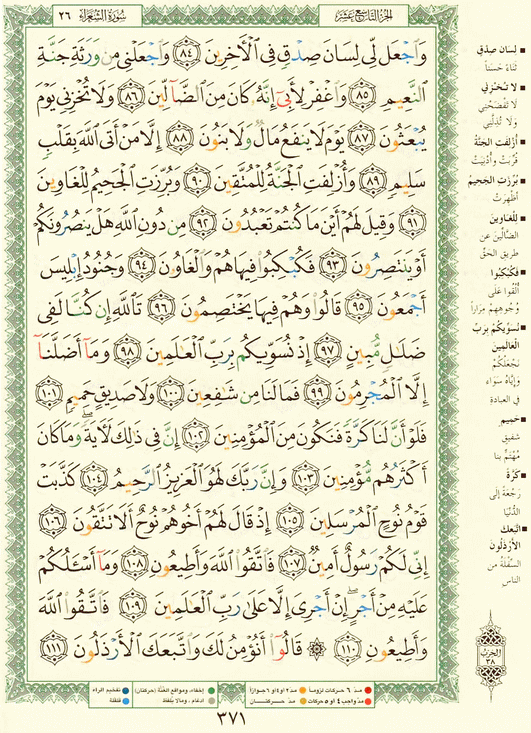 الجزء التاسع عشر
سورة الشعراء ٢٦
وَٱجۡعَل لِّي لِسَانَ صِدۡقٖ فِي ٱلۡأٓخِرِينَ ٨٤ وَٱجۡعَلۡنِي مِن وَرَثَةِ جَنَّةِ
ٱلنَّعِيمِ ٨٥ وَٱغۡفِرۡ لِأَبِيٓ إِنَّهُۥ كَانَ مِنَ ٱلضَّآلِّينَ ٨٦ وَلَا تُخۡزِنِي يَوۡمَ
يُبۡعَثُونَ ٨٧ يَوۡمَ لَا يَنفَعُ مَالٞ وَلَا بَنُونَ ٨٨ إِلَّا مَنۡ أَتَى ٱللَّهَ بِقَلۡبٖ
سَلِيمٖ ٨٩ وَأُزۡلِفَتِ ٱلۡجَنَّةُ لِلۡمُتَّقِينَ ٩٠ وَبُرِّزَتِ ٱلۡجَحِيمُ لِلۡغَاوِينَ
٩١ وَقِيلَ لَهُمۡ أَيۡنَ مَا كُنتُمۡ تَعۡبُدُونَ ٩٢ مِن دُونِ ٱللَّهِ هَلۡ يَنصُرُونَكُمۡ
أَوۡ يَنتَصِرُونَ ٩٣ فَكُبۡكِبُواْ فِيهَا هُمۡ وَٱلۡغَاوُۥنَ ٩٤ وَجُنُودُ إِبۡلِيسَ
أَجۡمَعُونَ ٩٥ قَالُواْ وَهُمۡ فِيهَا يَخۡتَصِمُونَ ٩٦ تَٱللَّهِ إِن كُنَّا لَفِي
ضَلَٰلٖ مُّبِينٍ ٩٧ إِذۡ نُسَوِّيكُم بِرَبِّ ٱلۡعَٰلَمِينَ ٩٨ وَمَآ أَضَلَّنَآ
إِلَّا ٱلۡمُجۡرِمُونَ ٩٩ فَمَا لَنَا مِن شَٰفِعِينَ ١٠٠ وَلَا صَدِيقٍ حَمِيمٖ ١٠١
فَلَوۡ أَنَّ لَنَا كَرَّةٗ فَنَكُونَ مِنَ ٱلۡمُؤۡمِنِينَ ١٠٢ إِنَّ فِي ذَٰلِكَ لَأٓيَةٗۖ وَمَا كَانَ
أَكۡثَرُهُم مُّؤۡمِنِينَ ١٠٣ وَإِنَّ رَبَّكَ لَهُوَ ٱلۡعَزِيزُ ٱلرَّحِيمُ ١٠٤ كَذَّبَتۡ
قَوۡمُ نُوحٍ ٱلۡمُرۡسَلِينَ ١٠٥ إِذۡ قَالَ لَهُمۡ أَخُوهُمۡ نُوحٌ أَلَا تَتَّقُونَ ١٠٦
إِنِّي لَكُمۡ رَسُولٌ أَمِينٞ ١٠٧ فَٱتَّقُواْ ٱللَّهَ وَأَطِيعُونِ ١٠٨ وَمَآ أَسۡـَٔلُكُمۡ
عَلَيۡهِ مِنۡ أَجۡرٍۖ إِنۡ أَجۡرِيَ إِلَّا عَلَىٰ رَبِّ ٱلۡعَٰلَمِينَ ١٠٩ فَٱتَّقُواْ ٱللَّهَ
وَأَطِيعُونِ ١١٠ ۞ قَالُوٓاْ أَنُؤۡمِنُ لَكَ وَٱتَّبَعَكَ ٱلۡأَرۡذَلُونَ ١١١
لسان صدق
ثناء حسنا
لا تخزني
لا تفضحني
ولا تذلني
أزلفت الجنة
قربت وأدنيت
برزت الجحيم
أظهرت
للغاوين
الضالين عن
طريق الحق
فكبكبوا
ألقوا على
وجوههم مرارا
نسويكم برب
العالمين
نجعلكم
وإياه سواء
في العبادة
حميم
شفيق
مهتم بنا
كرة
رجعة إلى
الدنيا
اتبعك
الأرذلون
السفلة من
الناس
الحزب
٣٨
مد ٦ حركات لزوما
مد ٢ أو ٤ أو ٦ جوازا
إخفاء، ومواقع الغنة (حركتان)
تفخيم الراء
مد واجب ٤ أو ٥ حركات
مد حركتان
إدغام، وما لا يلفظ
قلقلة
٣٧١